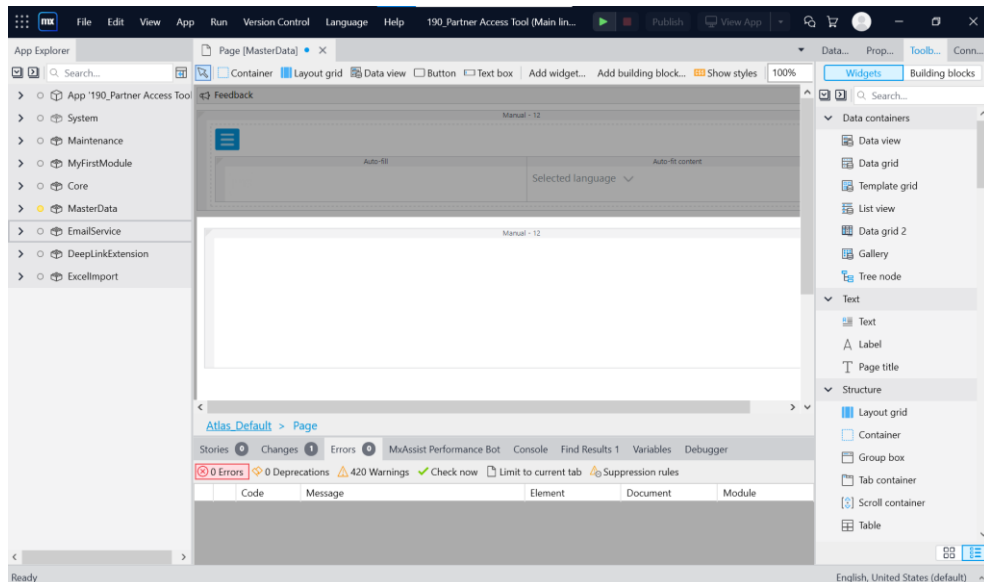 mx File Edit View App Run Version Control Language Help 190_Partner Access Tool (Main lin... Publish View App
App Explorer
Search...
App '190_Partner Access Tool
System
Maintenance
MyFirstModule
Core
MasterData
EmailService
DeepLinkExtension
ExcelImport
Page [MasterData]
Container Layout grid Data view Button Text box Add widget... Add building block... Show styles 100%
Feedback
Manual - 12
Auto-fill Auto-fit content
Selected language
Manual - 12
Atlas_Default > Page
Stories 0 Changes 1 Errors 0 MxAssist Performance Bot Console Find Results 1 Variables Debugger
0 Errors 0 Deprecations 420 Warnings Check now Limit to current tab Suppression rules
Code Message Element Document Module
Data... Prop... Toolb... Conn...
Widgets Building blocks
Search...
Data containers
Data view
Data grid
Template grid
List view
Data grid 2
Gallery
Tree node
Text
Text
Label
Page title
Structure
Layout grid
Container
Group box
Tab container
Scroll container
Table
Ready English, United States (default)